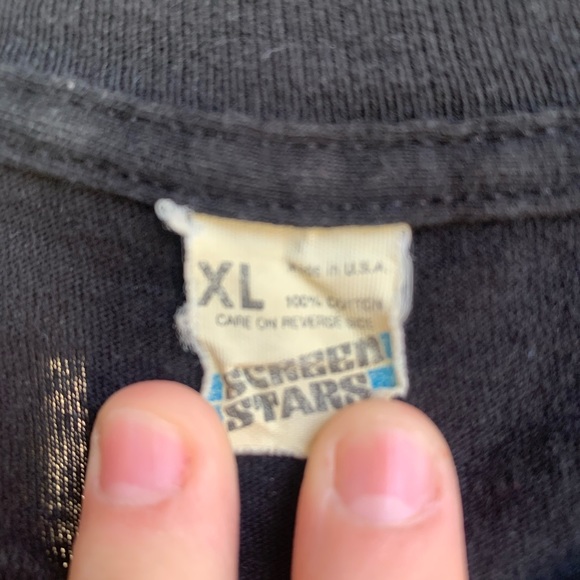 XL
Made in U.S.A.
100% COTTON
CARE ON REVERSE SIDE
SCREEN
STARS